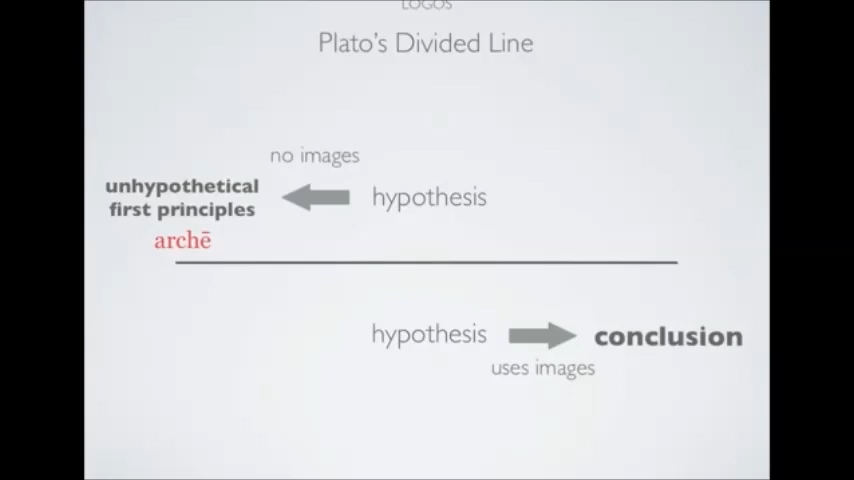 LOGOS
Plato's Divided Line
no images
unhypothetical
first principles
hypothesis
archē
hypothesis
conclusion
uses images